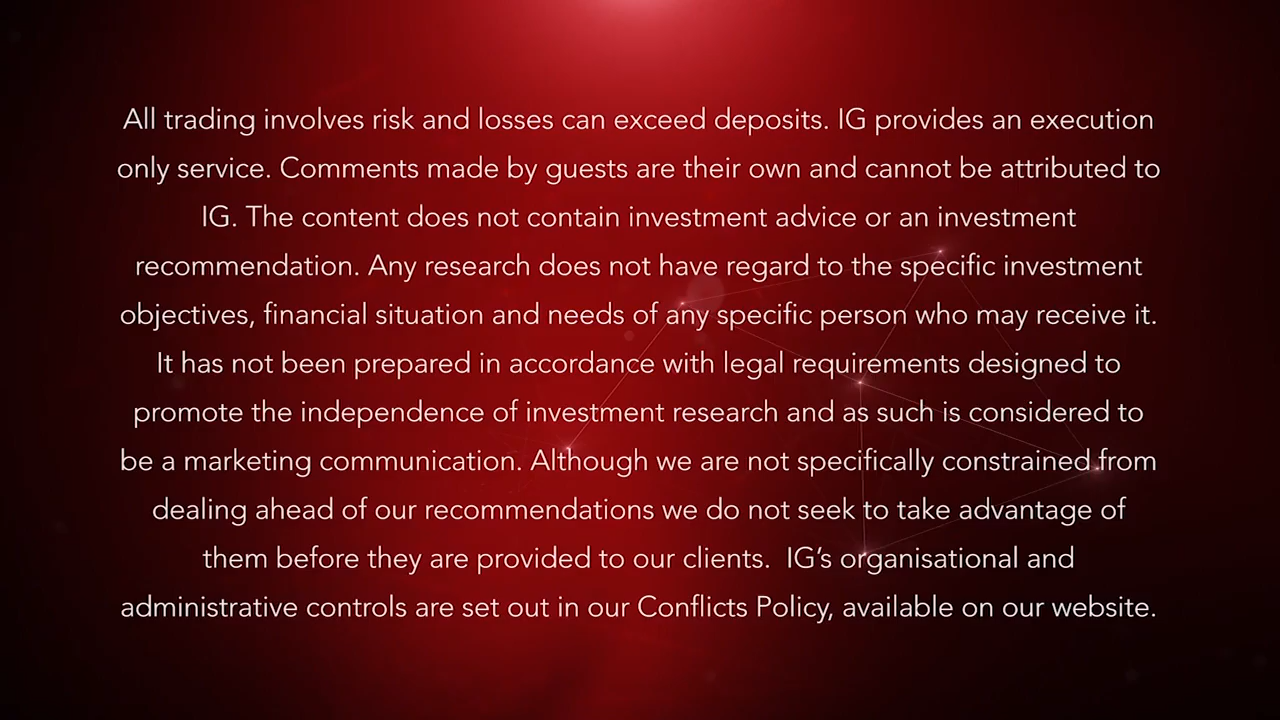 All trading involves risk and losses can exceed deposits. IG provides an execution
only service. Comments made by guests are their own and cannot be attributed to
IG. The content does not contain investment advice or an investment
recommendation. Any research does not have regard to the specific investment
objectives, financial situation and needs of any specific person who may receive it.
It has not been prepared in accordance with legal requirements designed to
promote the independence of investment research and as such is considered to
be a marketing communication. Although we are not specifically constrained from
dealing ahead of our recommendations we do not seek to take advantage of
them before they are provided to our clients.  IG’s organisational and
administrative controls are set out in our Conflicts Policy, available on our website.